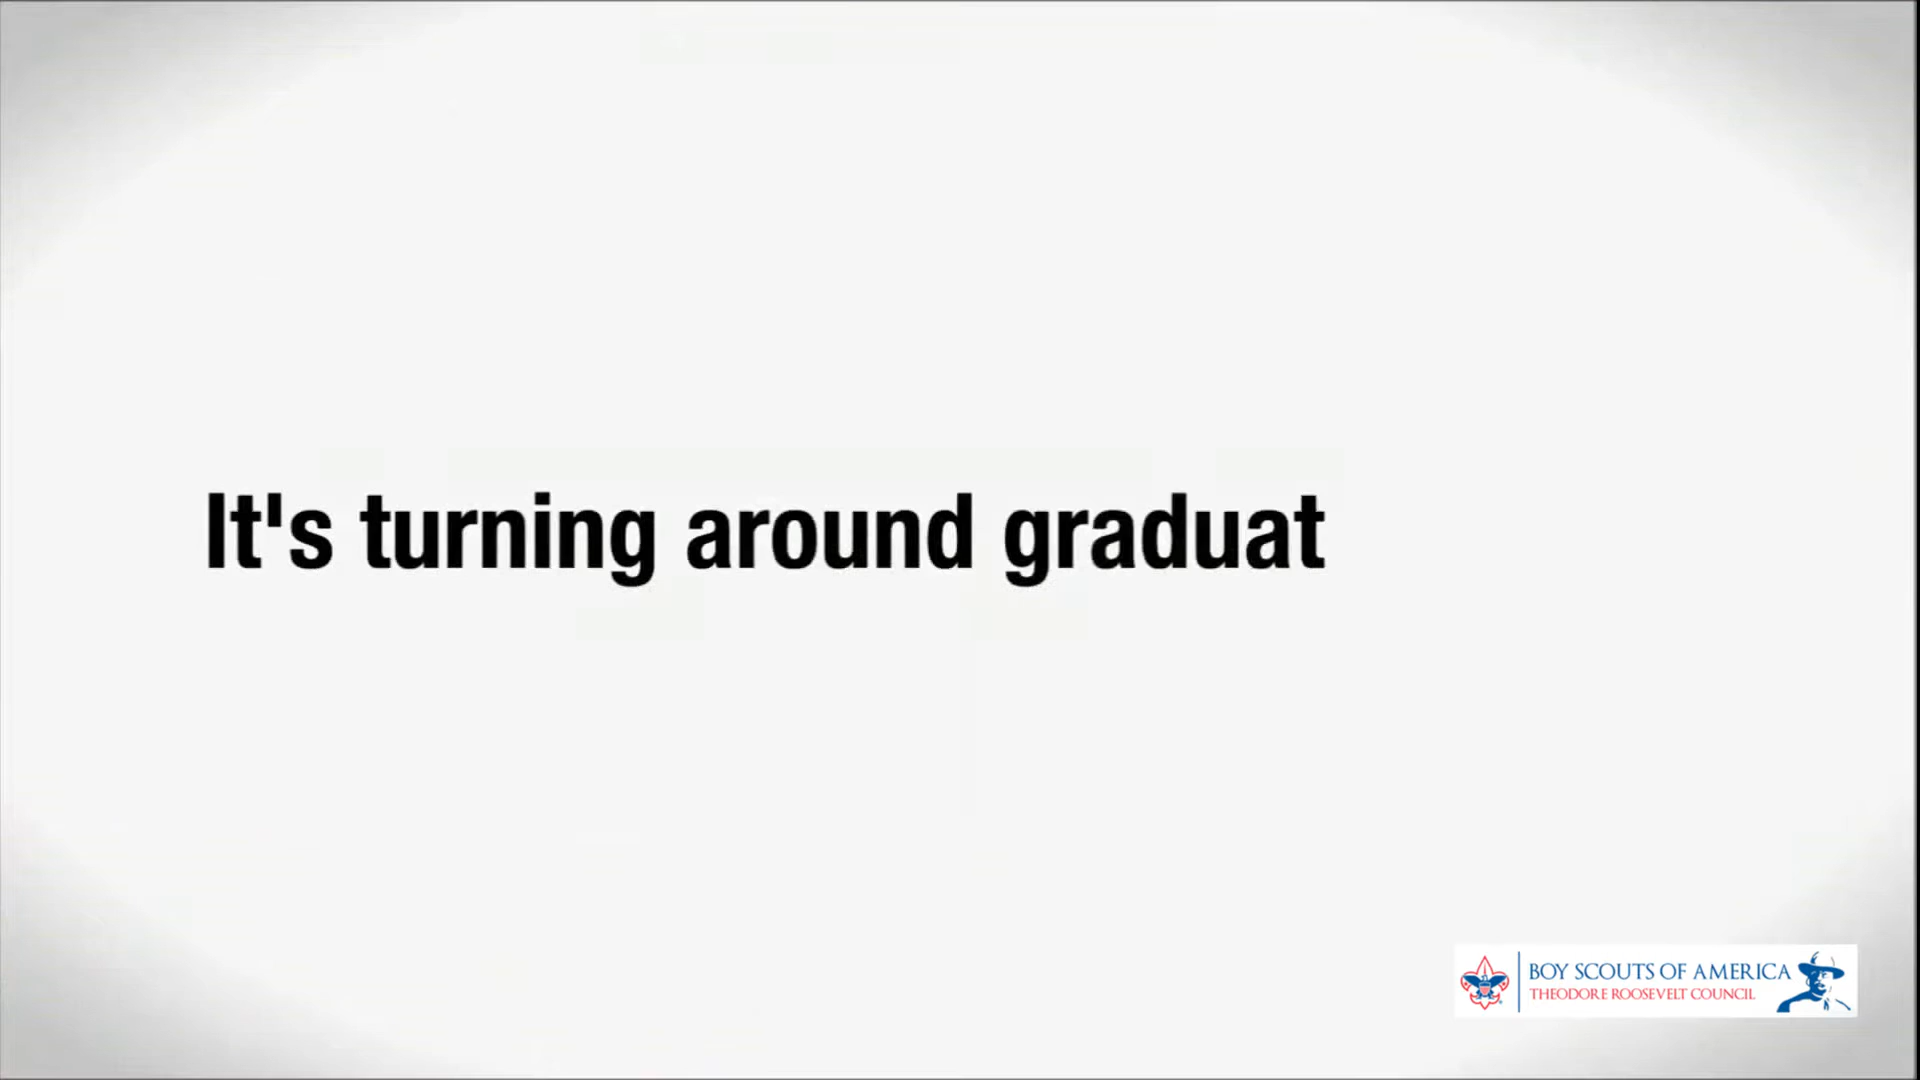 It's turning around graduat
BOY SCOUTS OF AMERICA
THEODORE ROOSEVELT COUNCIL